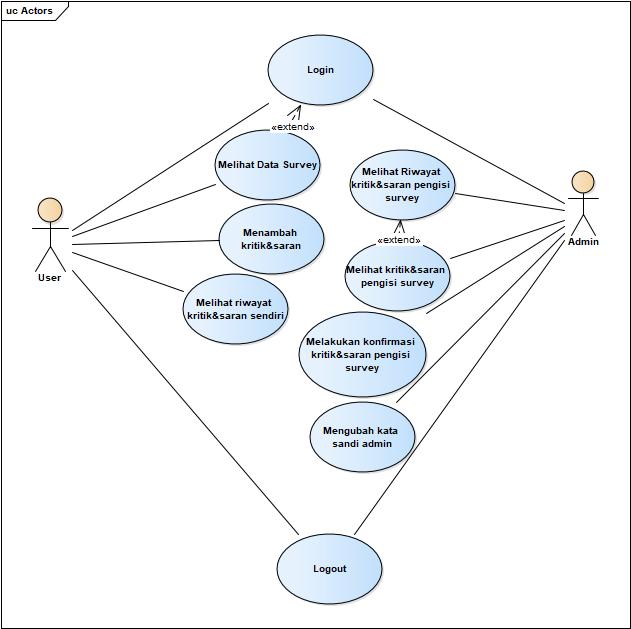 uc Actors
Login
«extend»
Melihat Data Survey
Melihat Riwayat
kritik&saran pengisi
survey
User
Admin
Menambah
kritik&saran
«extend»
Melihat kritik&saran
pengisi survey
Melihat riwayat
kritik&saran sendiri
Melakukan konfirmasi
kritik&saran pengisi
survey
Mengubah kata
sandi admin
Logout